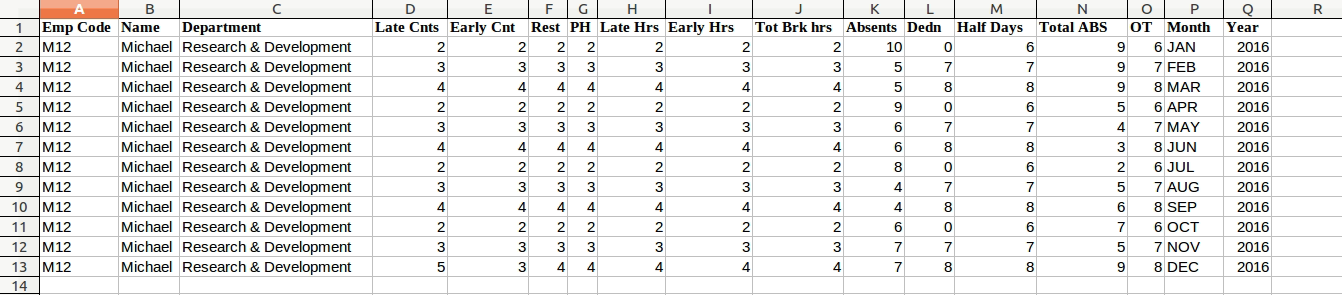 A B C D E F G H I J K L M N O P Q R
1 Emp Code Name Department Late Cnts Early Cnt Rest PH Late Hrs Early Hrs Tot Brk hrs Absents Dedn Half Days Total ABS OT Month Year
2 M12 Michael Research & Development 2 2 2 2 2 2 2 10 0 6 9 6 JAN 2016
3 M12 Michael Research & Development 3 3 3 3 3 3 3 5 7 7 9 7 FEB 2016
4 M12 Michael Research & Development 4 4 4 4 4 4 4 5 8 8 9 8 MAR 2016
5 M12 Michael Research & Development 2 2 2 2 2 2 2 9 0 6 5 6 APR 2016
6 M12 Michael Research & Development 3 3 3 3 3 3 3 6 7 7 4 7 MAY 2016
7 M12 Michael Research & Development 4 4 4 4 4 4 4 6 8 8 3 8 JUN 2016
8 M12 Michael Research & Development 2 2 2 2 2 2 2 8 0 6 2 6 JUL 2016
9 M12 Michael Research & Development 3 3 3 3 3 3 3 4 7 7 5 7 AUG 2016
10 M12 Michael Research & Development 4 4 4 4 4 4 4 4 8 8 6 8 SEP 2016
11 M12 Michael Research & Development 2 2 2 2 2 2 2 6 0 6 7 6 OCT 2016
12 M12 Michael Research & Development 3 3 3 3 3 3 3 7 7 7 5 7 NOV 2016
13 M12 Michael Research & Development 5 3 4 4 4 4 4 7 8 8 9 8 DEC 2016
14